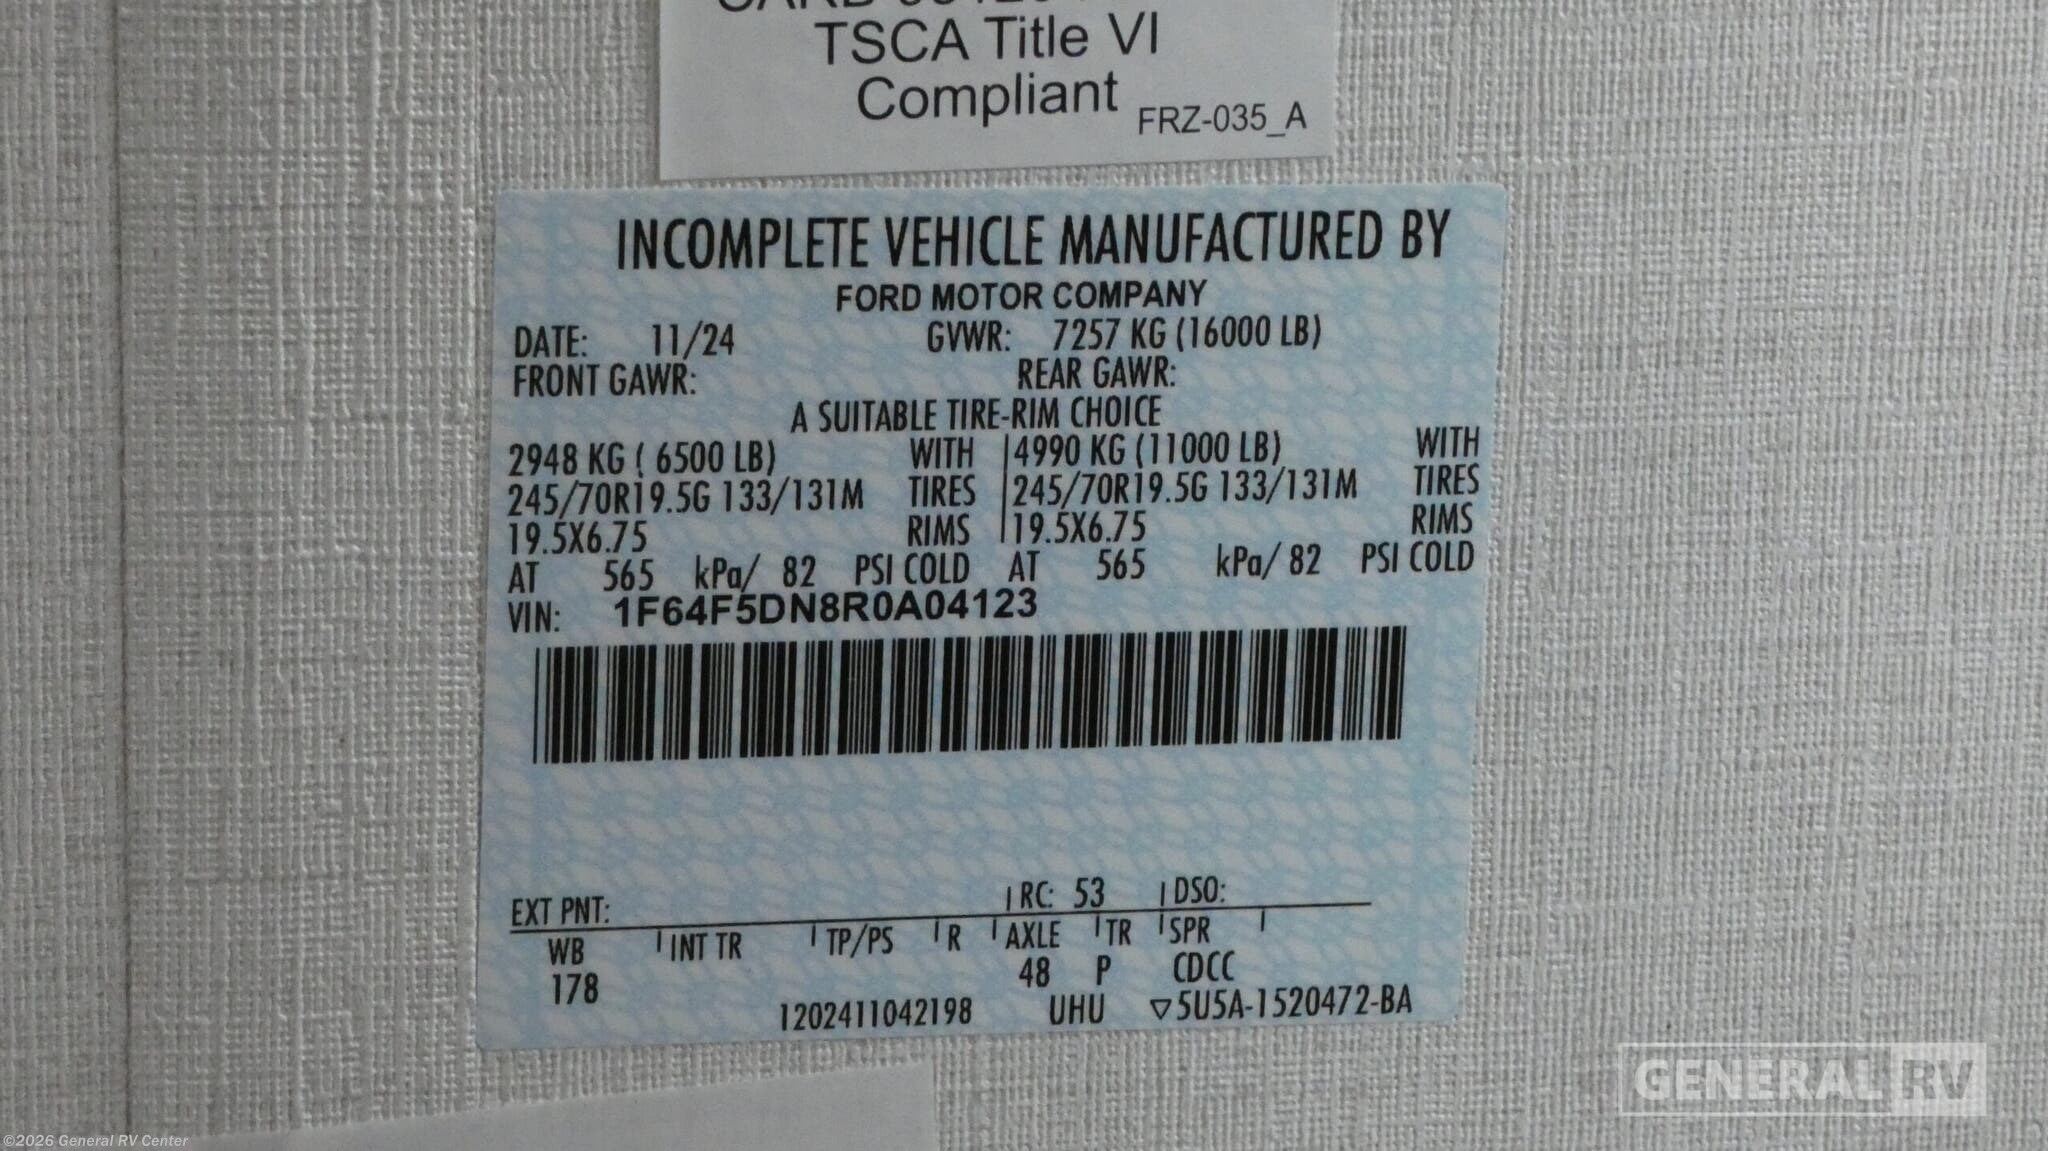 TSCA Title VI
Compliant
FRZ-035_A
INCOMPLETE VEHICLE MANUFACTURED BY
FORD MOTOR COMPANY
DATE: 11/24 GVWR: 7257 KG (16000 LB)
FRONT GAWR: REAR GAWR:
A SUITABLE TIRE-RIM CHOICE
2948 KG ( 6500 LB) WITH 4990 KG (11000 LB) WITH
245/70R19.5G 133/131M TIRES 245/70R19.5G 133/131M TIRES
19.5X6.75 RIMS 19.5X6.75 RIMS
AT 565 kPa/ 82 PSI COLD AT 565 kPa/ 82 PSI COLD
VIN: 1F64F5DN8R0A04123
EXT PNT: RC: 53 DSO:
WB INT TR TP/PS R AXLE TR SPR
178 48 P CDCC
1202411042198 UHU ▽5U5A-1520472-BA
GENERAL RV
©2026 General RV Center